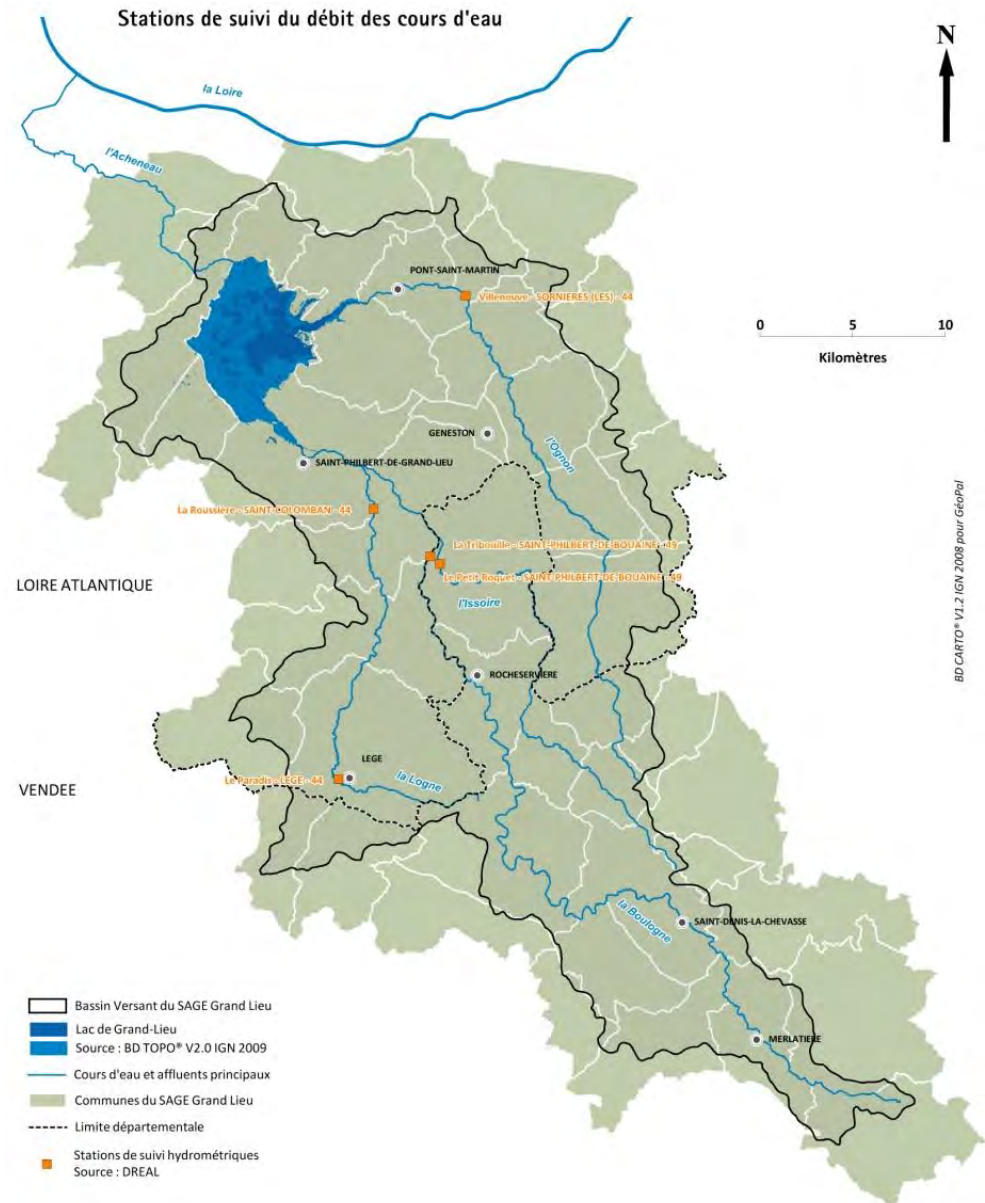 Stations de suivi du débit des cours d'eau
N
la Loire
l'Acheneau
PONT-SAINT-MARTIN
Villenouve - SORNIERES (LES) - 44
0 5 10
Kilomètres
GENESTON
l'Ognon
SAINT-PHILBERT-DE-GRAND-LIEU
La Roussière - SAINT-COLOMBAN - 44
La Tribouille - SAINT-PHILBERT-DE-BOUAINE - 49
Le Petit Roquet - SAINT-PHILBERT-DE-BOUAINE - 49
LOIRE ATLANTIQUE
l'Issoire
BD CARTO® V1.2 IGN 2008 pour GéoPal
ROCHESERVIERE
LEGE
Le Paradis - LEGE - 44
la Logne
VENDEE
la Boulogne
SAINT-DENIS-LA-CHEVASSE
MERLATIERE
Bassin Versant du SAGE Grand Lieu
Lac de Grand-Lieu
Source : BD TOPO® V2.0 IGN 2009
Cours d'eau et affluents principaux
Communes du SAGE Grand Lieu
Limite départementale
Stations de suivi hydrométriques
Source : DREAL